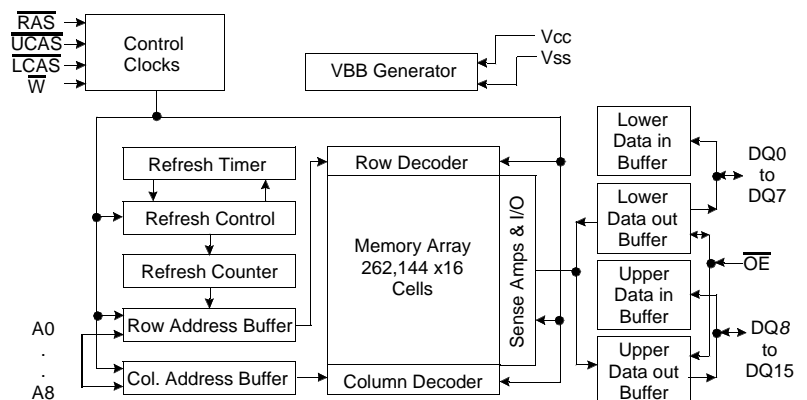 RAS
UCAS
LCAS
W
Control
Clocks
VBB Generator
Vcc
Vss
Refresh Timer
Refresh Control
Refresh Counter
Row Address Buffer
Col. Address Buffer
A0
.
.
A8
Row Decoder
Memory Array
262,144 x16
Cells
Column Decoder
Sense Amps & I/O
Lower
Data in
Buffer
Lower
Data out
Buffer
Upper
Data in
Buffer
Upper
Data out
Buffer
DQ0
to
DQ7
OE
DQ8
to
DQ15